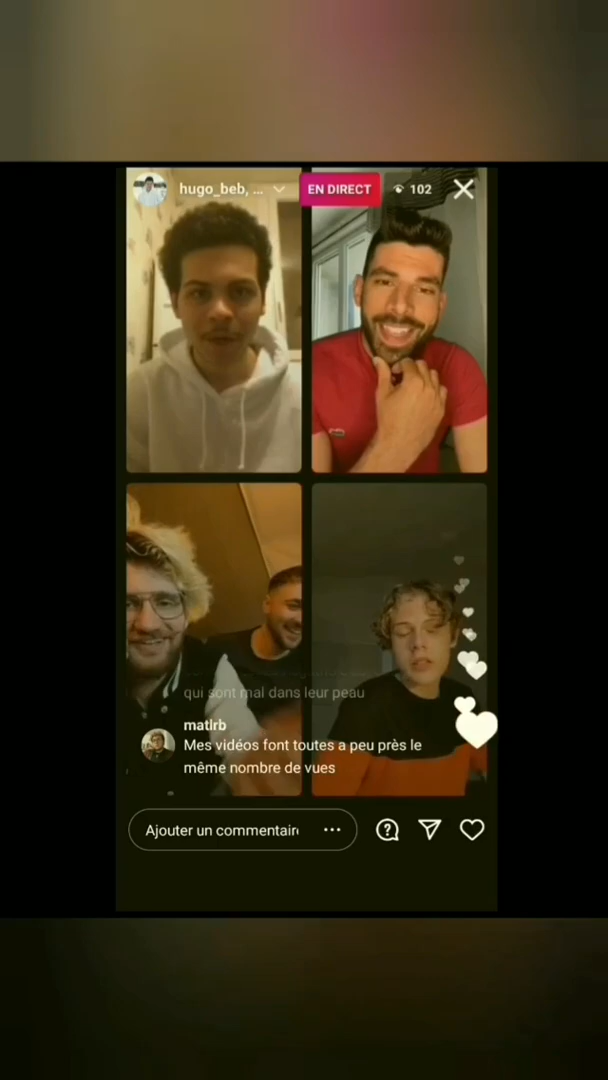 hugo_beb, ...
EN DIRECT
102
qui sont mal dans leur peau
matlrb
Mes vidéos font toutes a peu près le
même nombre de vues
Ajouter un commentair